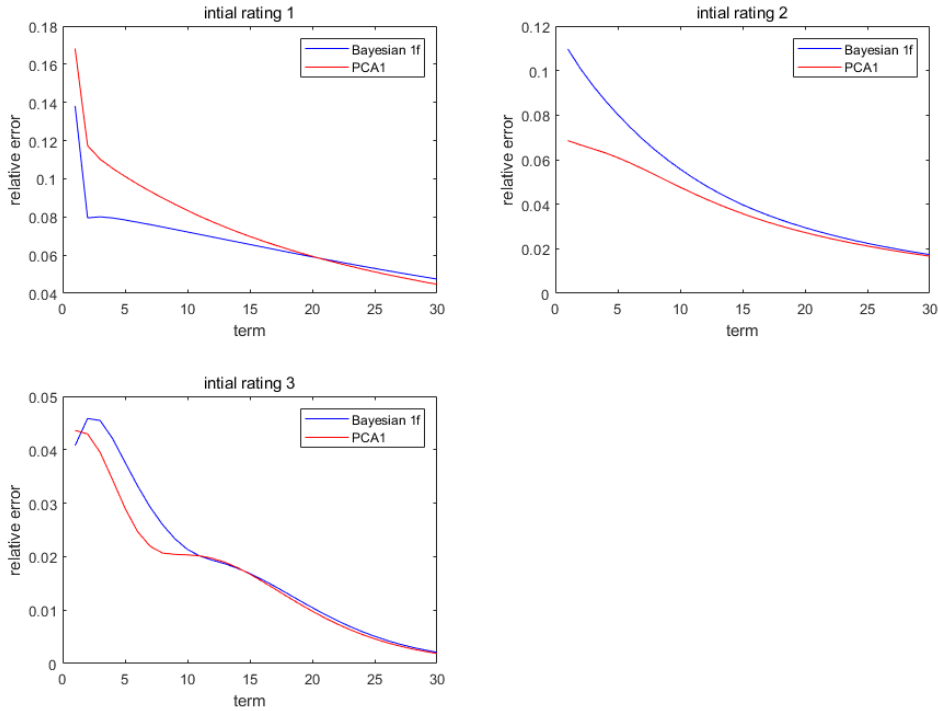 intial rating 1
0.18
0.16
0.14
0.12
0.1
0.08
0.06
0.04
relative error
0 5 10 15 20 25 30
term
Bayesian 1f
PCA1
intial rating 2
0.12
0.1
0.08
0.06
0.04
0.02
0
relative error
0 5 10 15 20 25 30
term
Bayesian 1f
PCA1
intial rating 3
0.05
0.04
0.03
0.02
0.01
0
relative error
0 5 10 15 20 25 30
term
Bayesian 1f
PCA1